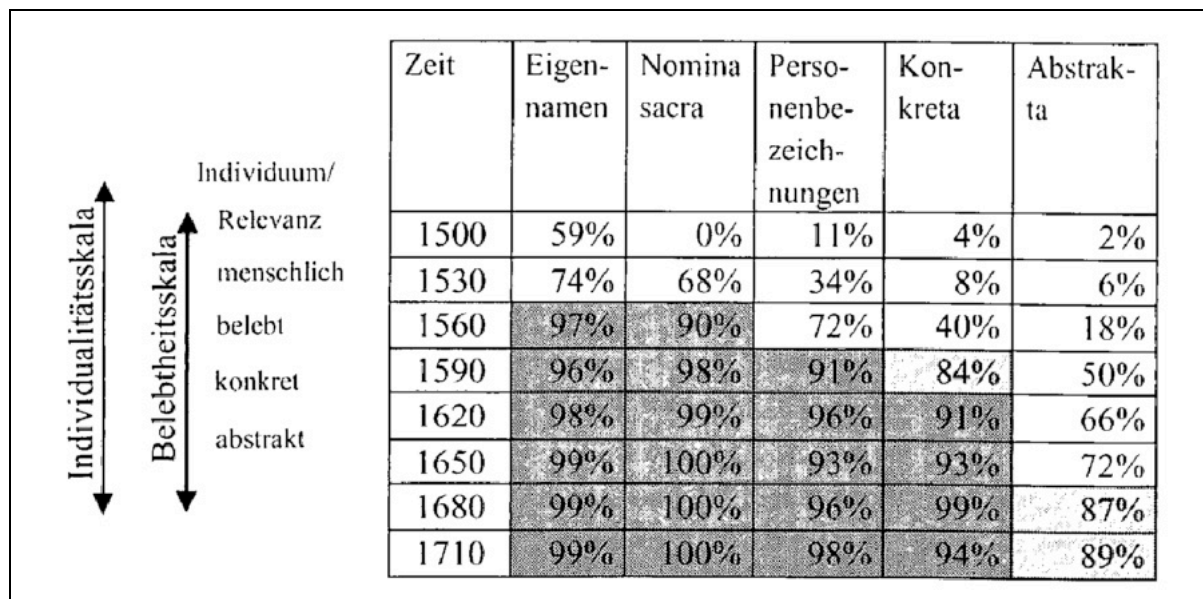 Individualitätsskala
Belebtheitsskala
Individuum/
Relevanz
menschlich
belebt
konkret
abstrakt
Zeit Eigen- Nomina Perso- Kon- Abstrak-
namen sacra nenbe- kreta ta
zeich-
nungen
1500 59% 0% 11% 4% 2%
1530 74% 68% 34% 8% 6%
1560 97% 90% 72% 40% 18%
1590 96% 98% 91% 84% 50%
1620 98% 99% 96% 91% 66%
1650 99% 100% 93% 93% 72%
1680 99% 100% 96% 99% 87%
1710 99% 100% 98% 94% 89%